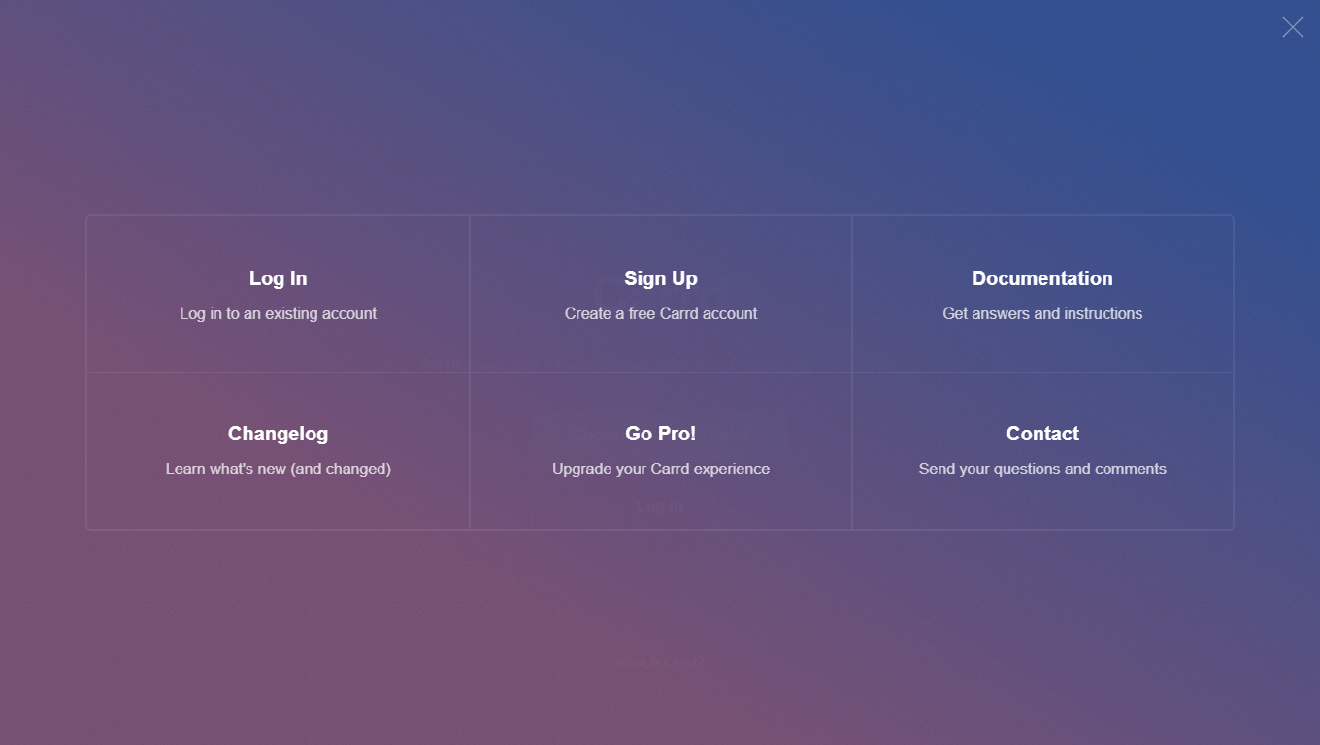 Log In
Log in to an existing account
Sign Up
Create a free Carrd account
Documentation
Get answers and instructions
Changelog
Learn what's new (and changed)
Go Pro!
Upgrade your Carrd experience
Contact
Send your questions and comments
Log In
What is Carrd?